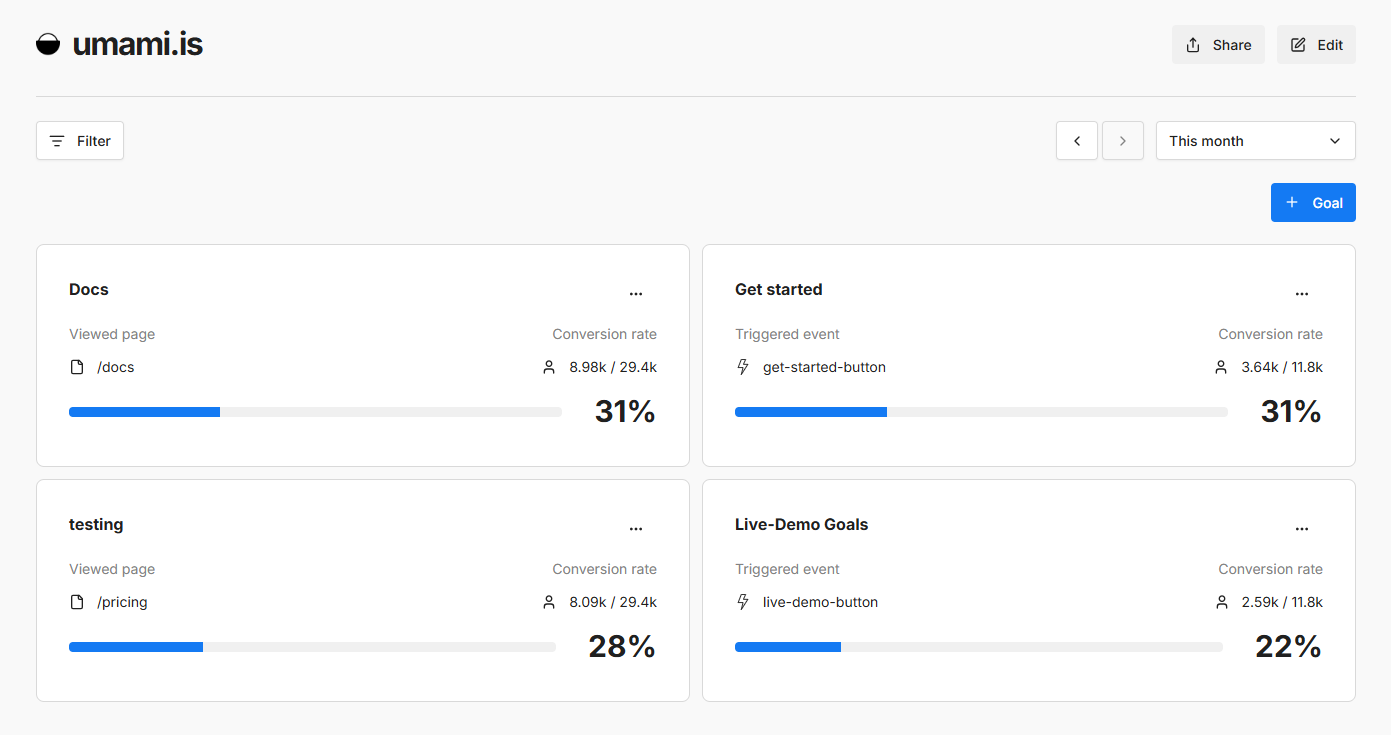 umami.is
Share
Edit
Filter
This month
Goal
Docs
...
Viewed page
Conversion rate
/docs
8.98k / 29.4k
31%
Get started
...
Triggered event
Conversion rate
get-started-button
3.64k / 11.8k
31%
testing
...
Viewed page
Conversion rate
/pricing
8.09k / 29.4k
28%
Live-Demo Goals
...
Triggered event
Conversion rate
live-demo-button
2.59k / 11.8k
22%